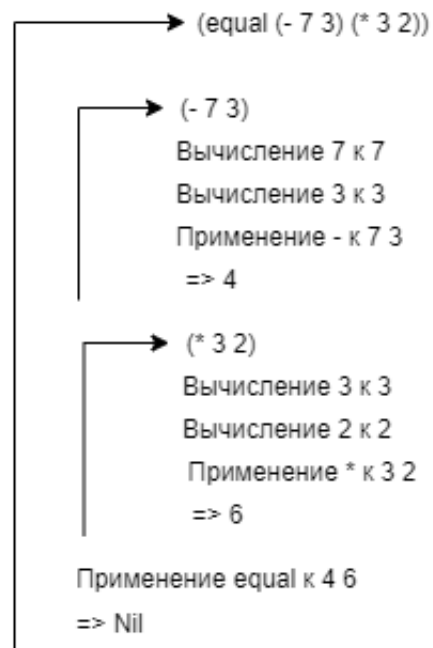 (equal (- 7 3) (* 3 2))
(- 7 3)
Вычисление 7 к 7
Вычисление 3 к 3
Применение - к 7 3
=> 4
(* 3 2)
Вычисление 3 к 3
Вычисление 2 к 2
Применение * к 3 2
=> 6
Применение equal к 4 6
=> Nil